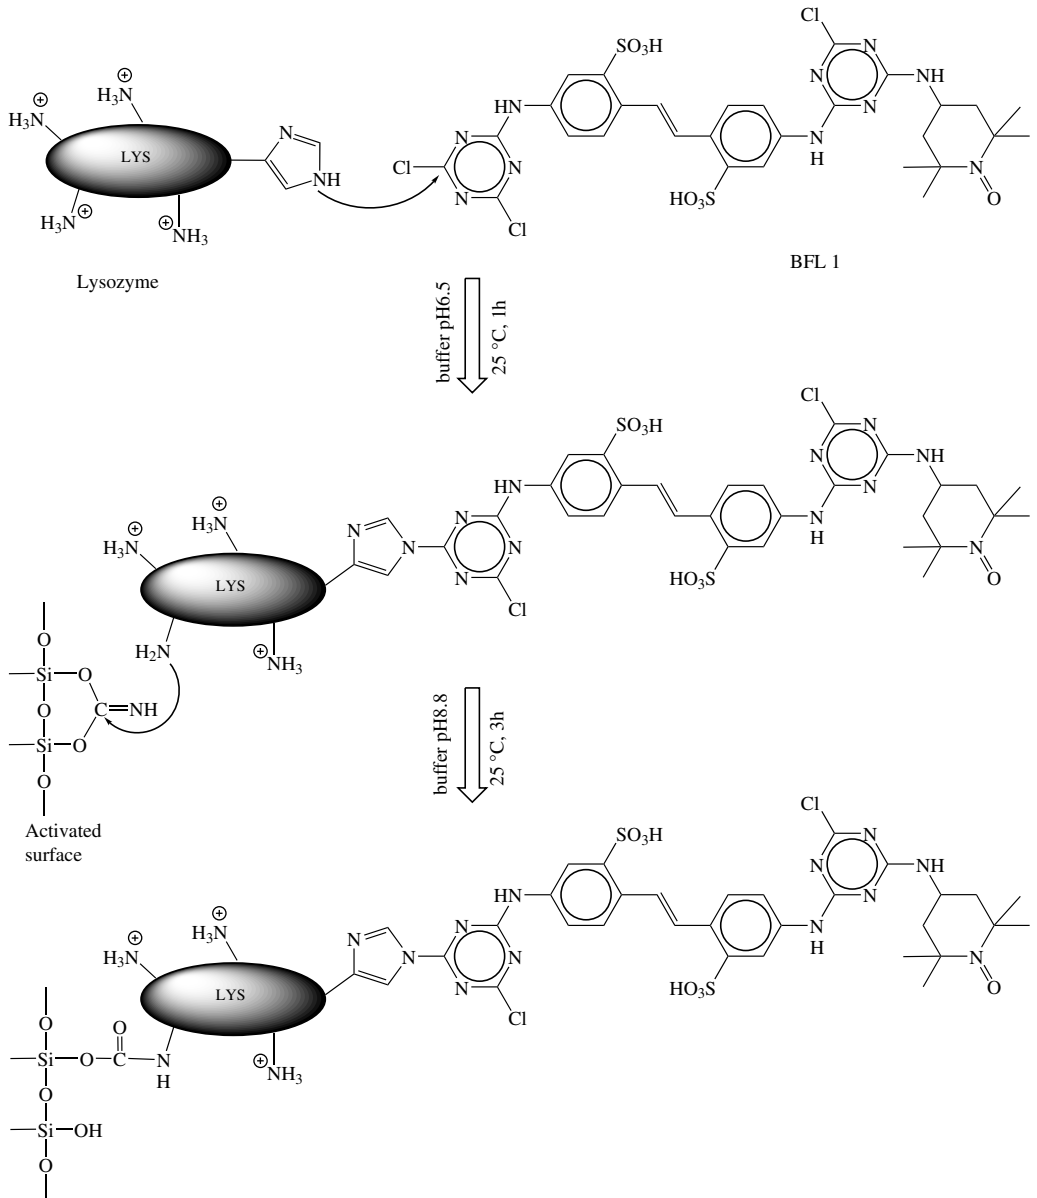 Cl
N
SO₃H
N
N
NH
⊕
H₃N
⊕
H₃N
HN
N
N
LYS
N
N
N
H
Cl
N
NH
N
HO₃S
N
O
H₃N
⊕
⊕
NH₃
Cl
Lysozyme
BFL 1
buffer pH6.5
25 °C, 1h
Cl
N
SO₃H
N
N
NH
⊕
H₃N
⊕
H₃N
HN
N
N
N
N
N
N
N
H
LYS
N
HO₃S
N
O
Cl
O
H₂N
⊕
NH₃
Si
O
O
C
NH
Si
O
O
buffer pH8.8
25 °C, 3h
Activated
surface
Cl
N
SO₃H
N
N
NH
⊕
H₃N
⊕
H₃N
HN
N
N
N
N
N
N
N
H
LYS
N
HO₃S
N
O
Cl
O
O
Si
O
C
N
H
⊕
NH₃
O
Si
OH
O